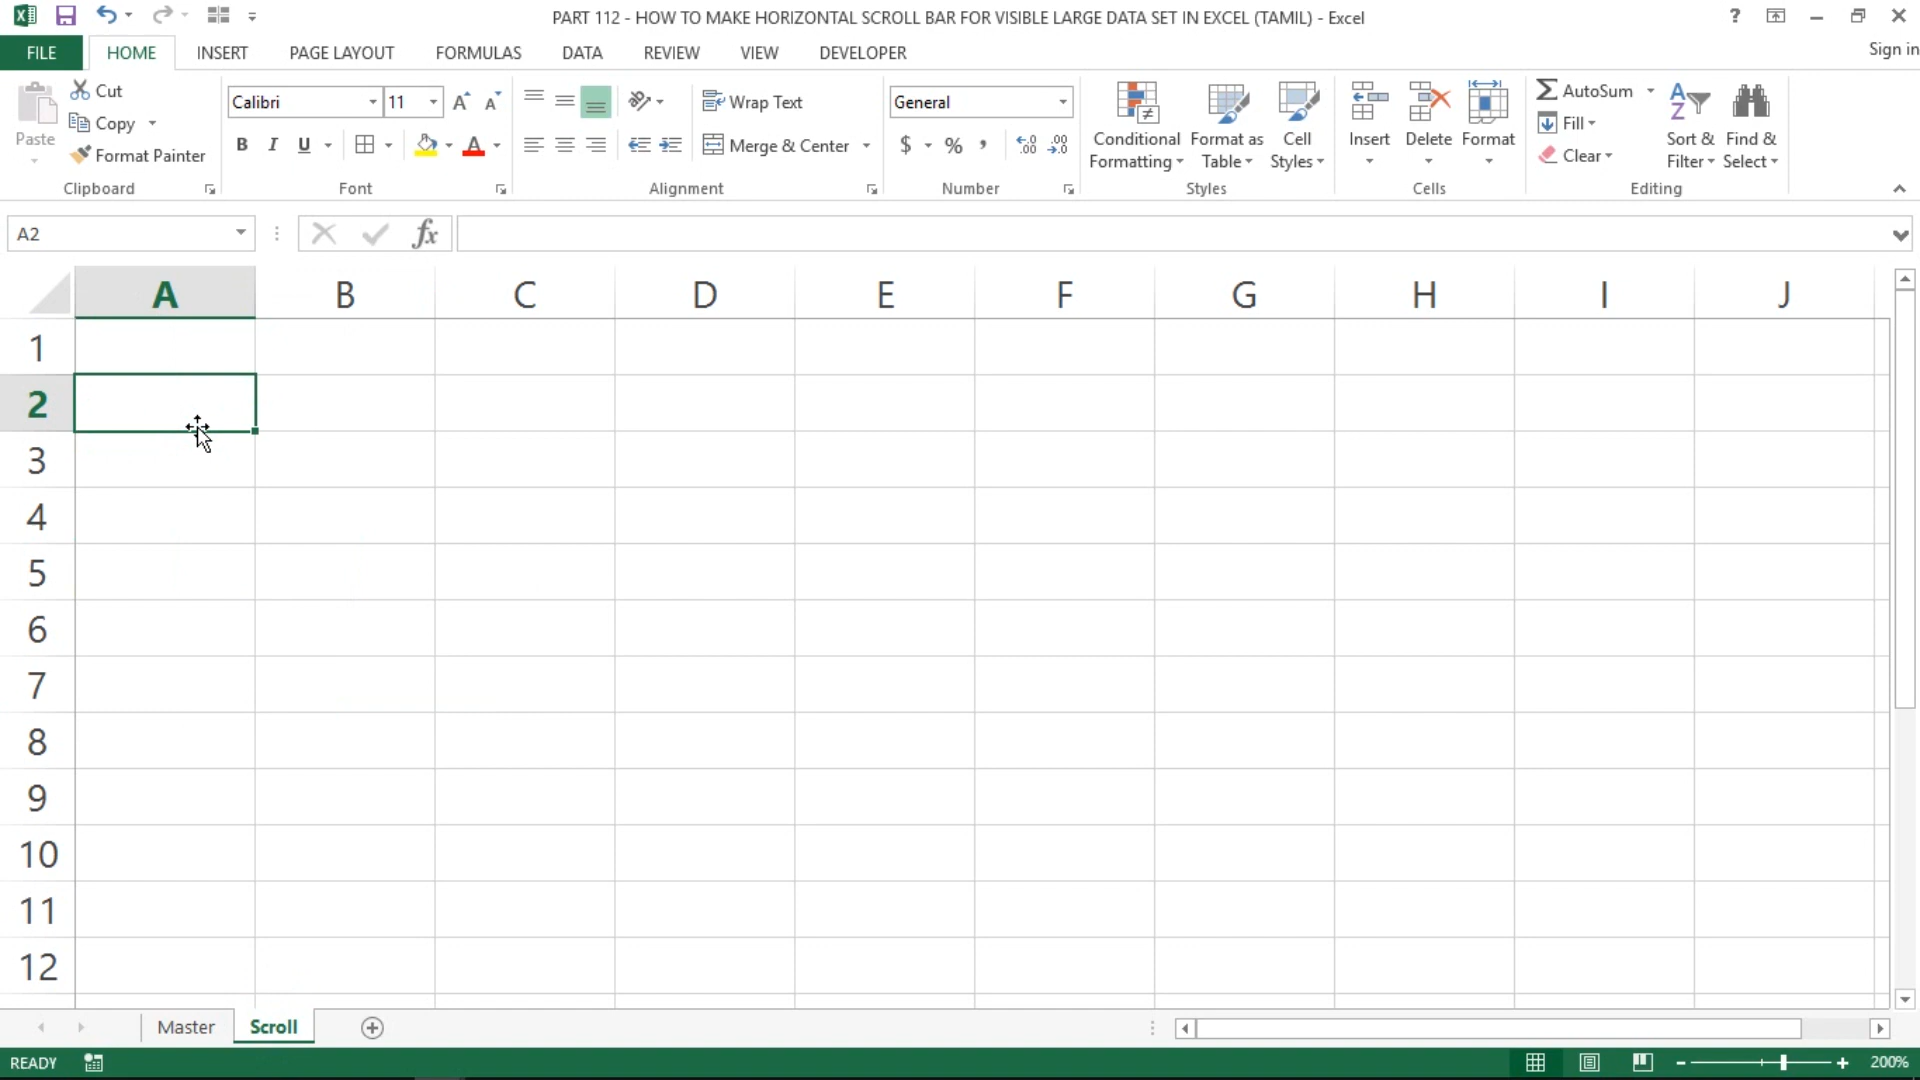 PART 112 - HOW TO MAKE HORIZONTAL SCROLL BAR FOR VISIBLE LARGE DATA SET IN EXCEL (TAMIL) - Excel
?
FILE HOME INSERT PAGE LAYOUT FORMULAS DATA REVIEW VIEW DEVELOPER Sign in
Paste
Cut
Copy
Format Painter
Clipboard
Calibri 11
B I U A
Font
Wrap Text
Merge & Center
Alignment
General
$ % ,
Number
Conditional Formatting
Format as Table
Cell Styles
Styles
Insert Delete Format
Cells
AutoSum
Fill
Clear
Sort & Filter
Find & Select
Editing
A2 fx
A B C D E F G H I J
1
2
3
4
5
6
7
8
9
10
11
12
Master Scroll
READY 200%